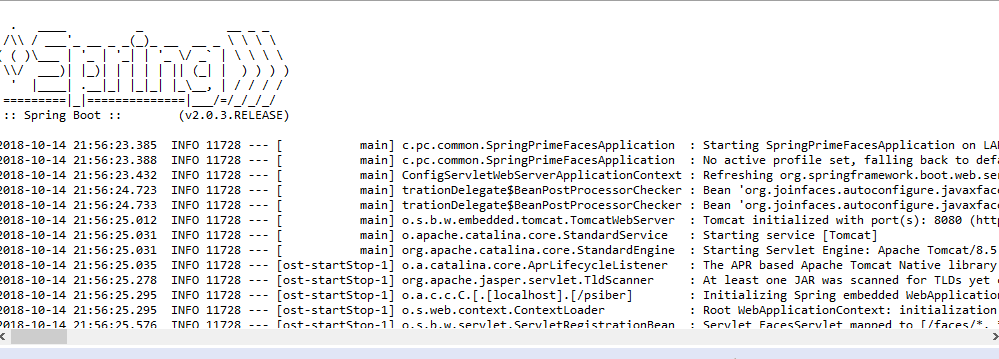 .   ____          _            __ _ _
 /\\ / ___'_ __ _ _(_)_ __  __ _ \ \ \ \
( ( )\___ | '_ | '_| | '_ \/ _` | \ \ \ \
 \\/  ___)| |_)| | | | | || (_| |  ) ) ) )
  '  |____| .__|_| |_|_| |_\__, | / / / /
 =========|_|==============|___/=/_/_/_/
 :: Spring Boot ::        (v2.0.3.RELEASE)
2018-10-14 21:56:23.385  INFO 11728 --- [           main] c.pc.common.SpringPrimeFacesApplication  : Starting SpringPrimeFacesApplication on LA
2018-10-14 21:56:23.388  INFO 11728 --- [           main] c.pc.common.SpringPrimeFacesApplication  : No active profile set, falling back to defa
2018-10-14 21:56:23.432  INFO 11728 --- [           main] ConfigServletWebServerApplicationContext : Refreshing org.springframework.boot.web.ser
2018-10-14 21:56:24.723  INFO 11728 --- [           main] trationDelegate$BeanPostProcessorChecker : Bean 'org.joinfaces.autoconfigure.javaxface
2018-10-14 21:56:24.733  INFO 11728 --- [           main] trationDelegate$BeanPostProcessorChecker : Bean 'org.joinfaces.autoconfigure.javaxface
2018-10-14 21:56:25.012  INFO 11728 --- [           main] o.s.b.w.embedded.tomcat.TomcatWebServer  : Tomcat initialized with port(s): 8080 (http
2018-10-14 21:56:25.031  INFO 11728 --- [           main] o.apache.catalina.core.StandardService   : Starting service [Tomcat]
2018-10-14 21:56:25.031  INFO 11728 --- [           main] org.apache.catalina.core.StandardEngine  : Starting Servlet Engine: Apache Tomcat/8.5
2018-10-14 21:56:25.035  INFO 11728 --- [ost-startStop-1] o.a.catalina.core.AprLifecycleListener   : The APR based Apache Tomcat Native library
2018-10-14 21:56:25.278  INFO 11728 --- [ost-startStop-1] org.apache.jasper.servlet.TldScanner     : At least one JAR was scanned for TLDs yet c
2018-10-14 21:56:25.295  INFO 11728 --- [ost-startStop-1] o.a.c.c.C.[.[localhost].[/psiber]        : Initializing Spring embedded WebApplication
2018-10-14 21:56:25.295  INFO 11728 --- [ost-startStop-1] o.s.web.context.ContextLoader            : Root WebApplicationContext: initialization
2018-10-14 21:56:25.576  INFO 11728 --- [ost-startStop-1] o.s.b.w.servlet.ServletRegistrationBean  : Servlet FacesServlet mapped to [/faces/*, *